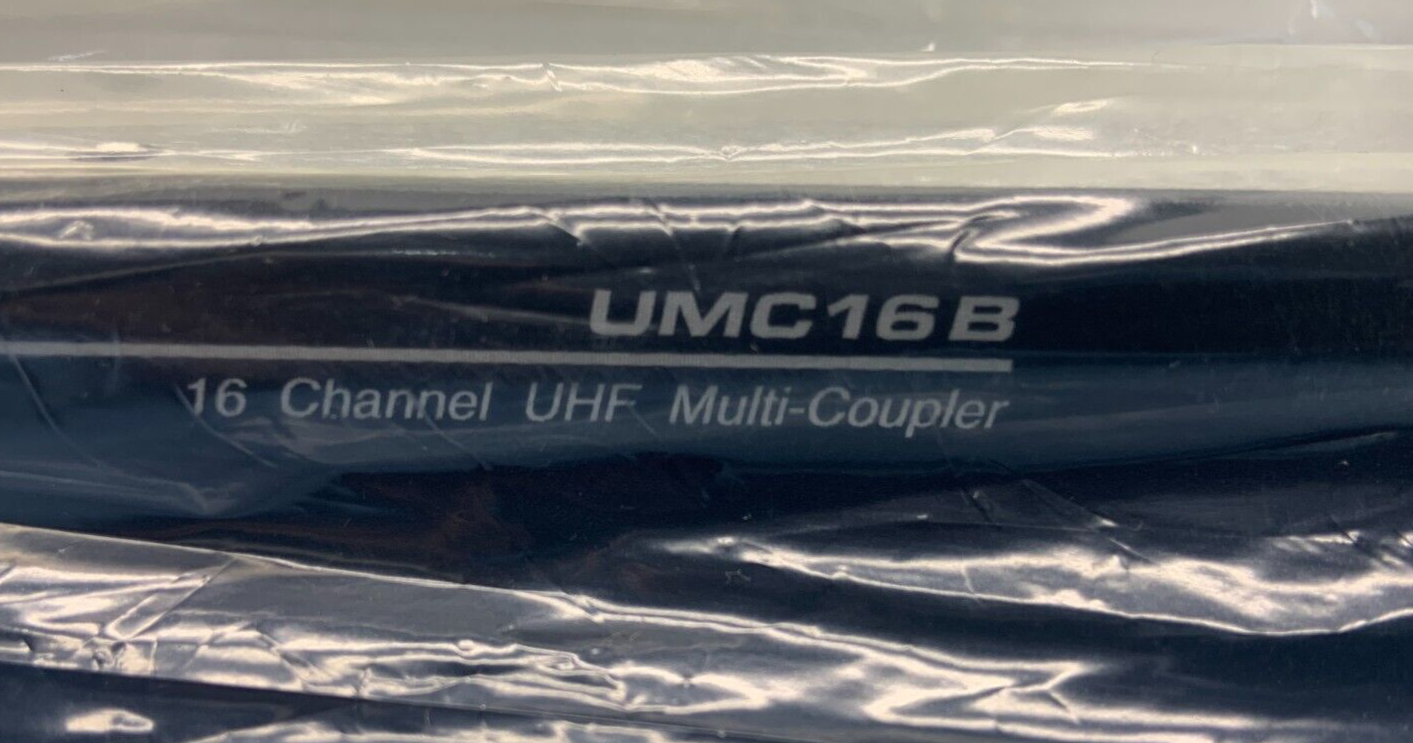 UMC16B
16 Channel UHF Multi-Coupler